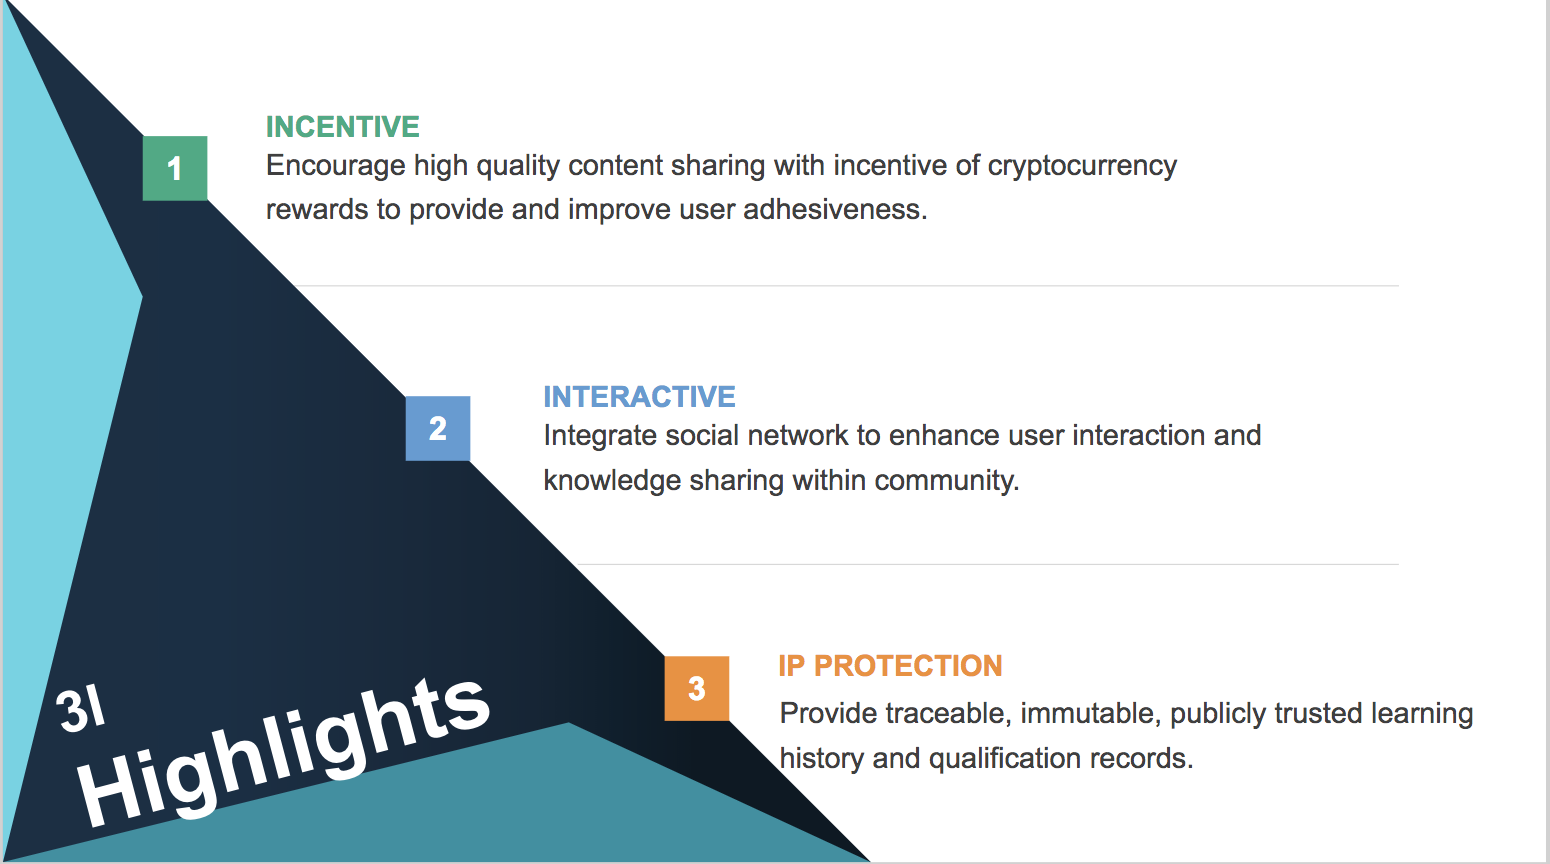 1
INCENTIVE
Encourage high quality content sharing with incentive of cryptocurrency
rewards to provide and improve user adhesiveness.
2
INTERACTIVE
Integrate social network to enhance user interaction and
knowledge sharing within community.
3
IP PROTECTION
Provide traceable, immutable, publicly trusted learning
history and qualification records.
3I
Highlights